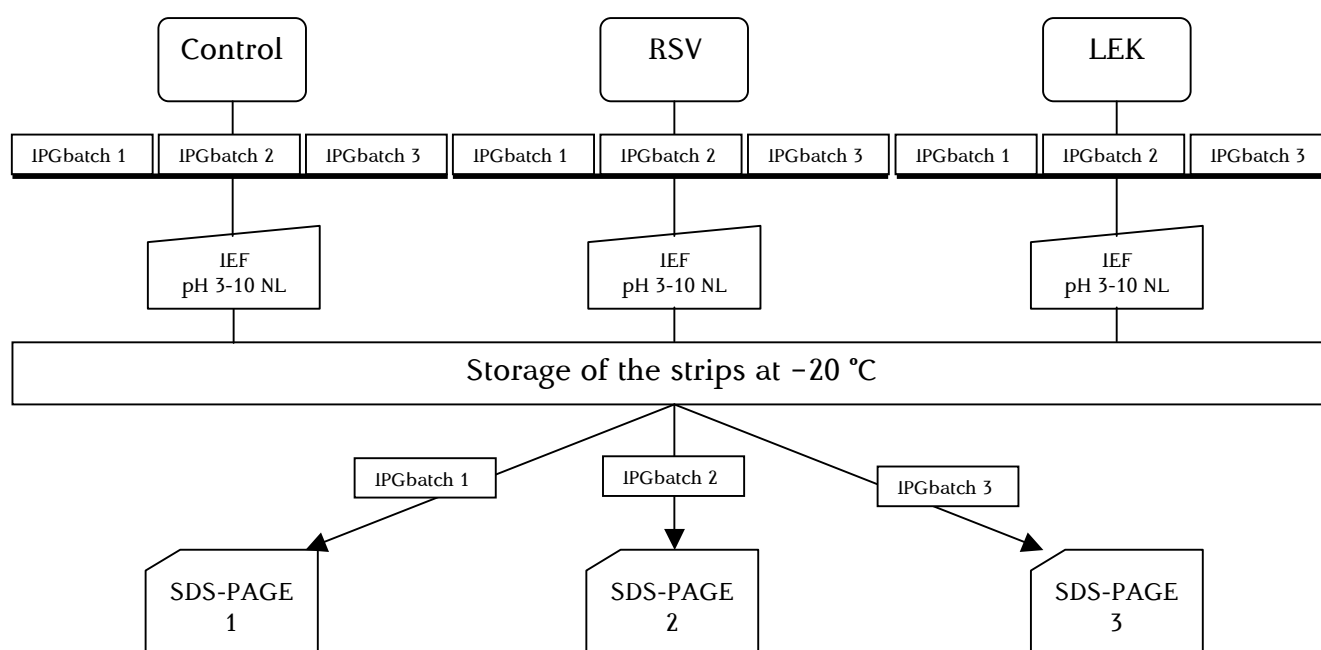 Control
RSV
LEK
IPGbatch 1
IPGbatch 2
IPGbatch 3
IPGbatch 1
IPGbatch 2
IPGbatch 3
IPGbatch 1
IPGbatch 2
IPGbatch 3
IEF
pH 3-10 NL
IEF
pH 3-10 NL
IEF
pH 3-10 NL
Storage of the strips at −20 °C
IPGbatch 1
IPGbatch 2
IPGbatch 3
SDS-PAGE
1
SDS-PAGE
2
SDS-PAGE
3